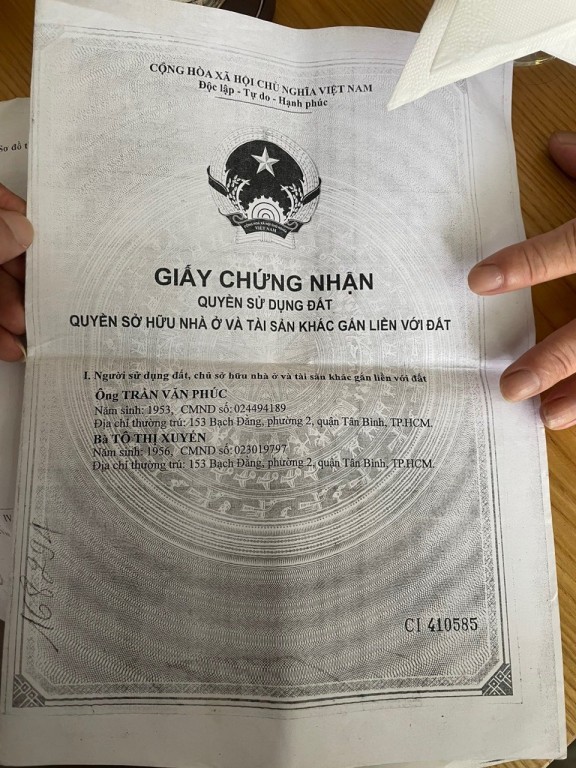 Sơ đồ t
CỘNG HÒA XÃ HỘI CHỦ NGHĨA VIỆT NAM
Độc lập - Tự do - Hạnh phúc
VIỆT NAM
GIẤY CHỨNG NHẬN
QUYỀN SỬ DỤNG ĐẤT
QUYỀN SỞ HỮU NHÀ Ở VÀ TÀI SẢN KHÁC GẮN LIỀN VỚI ĐẤT
I. Người sử dụng đất, chủ sở hữu nhà ở và tài sản khác gắn liền với đất
Ông TRẦN VĂN PHÚC
Năm sinh: 1953, CMND số: 024494189
Địa chỉ thường trú: 153 Bạch Đằng, phường 2, quận Tân Bình, TP.HCM.
Bà TÔ THỊ XUYẾN
Năm sinh: 1956, CMND số: 023019797
Địa chỉ thường trú: 153 Bạch Đằng, phường 2, quận Tân Bình, TP.HCM.
CI 410585